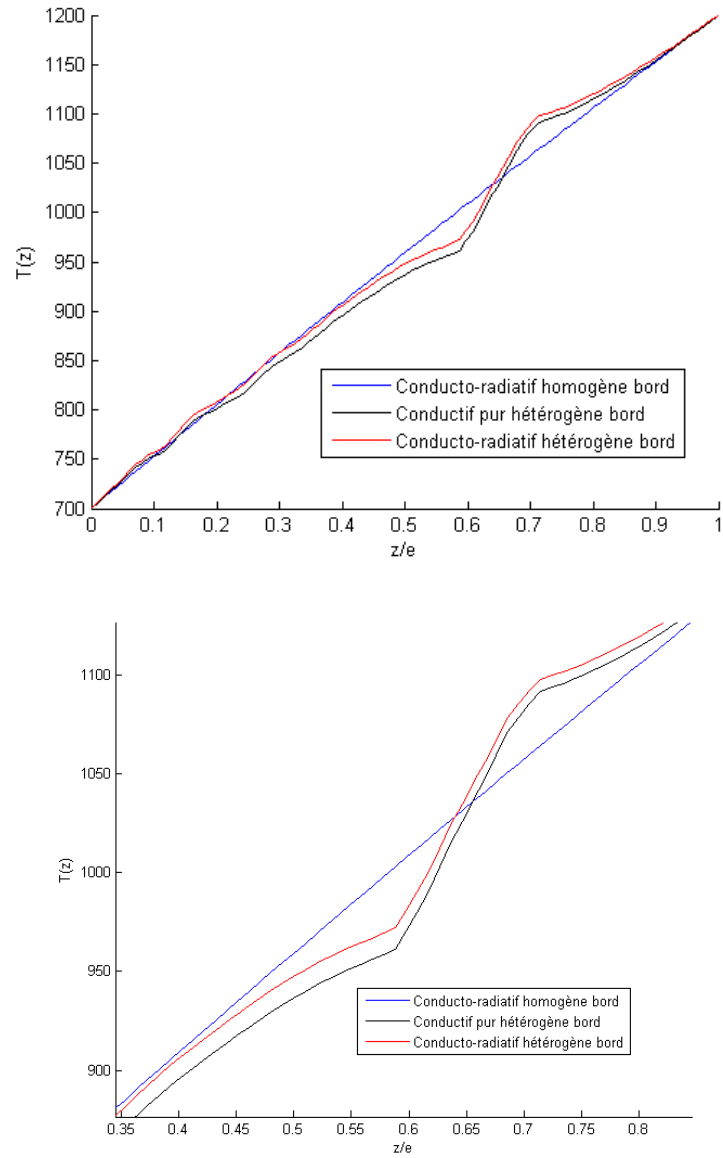 1200
1150
1100
1050
1000
950
900
850
800
750
700
T(z)
0 0.1 0.2 0.3 0.4 0.5 0.6 0.7 0.8 0.9 1
z/e
Conducto-radiatif homogène bord
Conductif pur hétérogène bord
Conducto-radiatif hétérogène bord
1100
1050
1000
950
900
T(z)
0.35 0.4 0.45 0.5 0.55 0.6 0.65 0.7 0.75 0.8
z/e
Conducto-radiatif homogène bord
Conductif pur hétérogène bord
Conducto-radiatif hétérogène bord